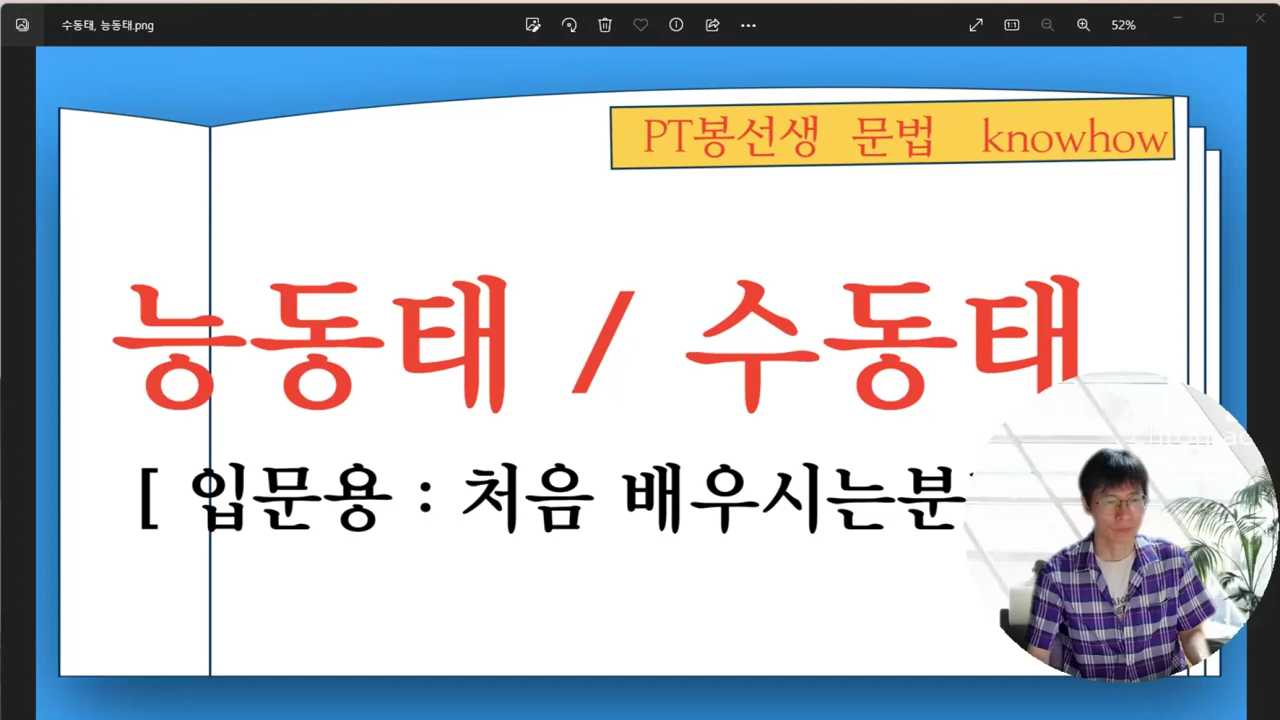 수동태, 능동태.png
52%
PT봉선생 문법 knowhow
능동태 / 수동태
[ 입문용 : 처음 배우시는분